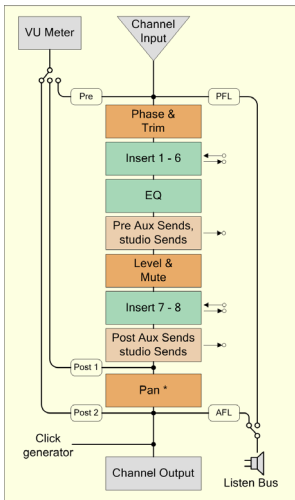 VU Meter
Channel
Input
Pre
PFL
Phase &
Trim
Insert 1 - 6
EQ
Pre Aux Sends,
studio Sends
Level &
Mute
Insert 7 - 8
Post Aux Sends
studio Sends
Post 1
Pan *
Post 2
AFL
Click
generator
Channel Output
Listen Bus